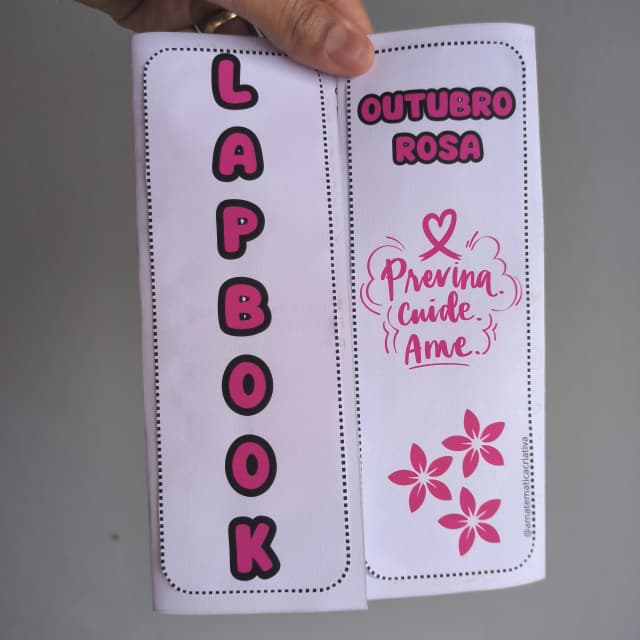 LAPBOOK
OUTUBRO
ROSA
Previna.
Cuide.
Ame.
@amatematicacriativa